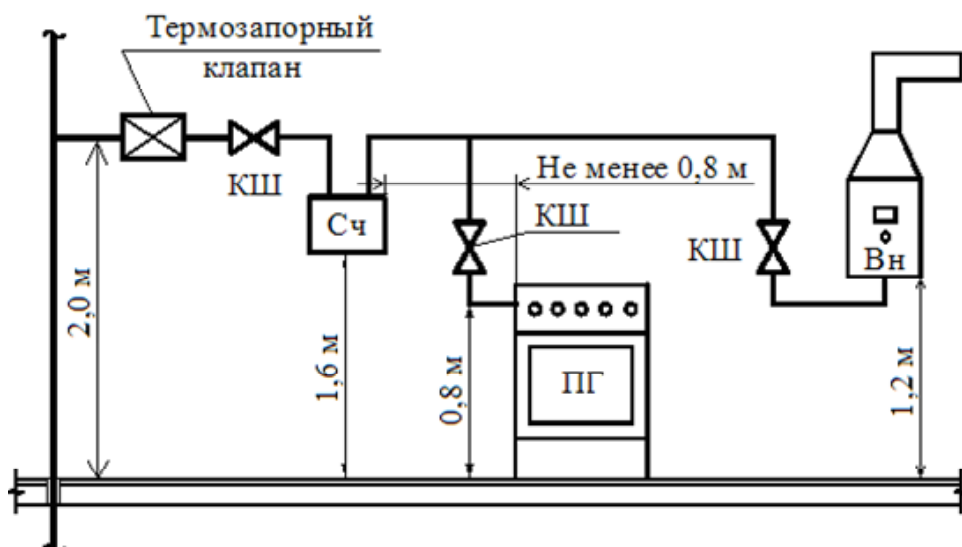 Термозапорный
клапан
КШ
Не менее 0,8 м
Сч
КШ
КШ
Вн
2,0 м
1,6 м
0,8 м
ПГ
1,2 м